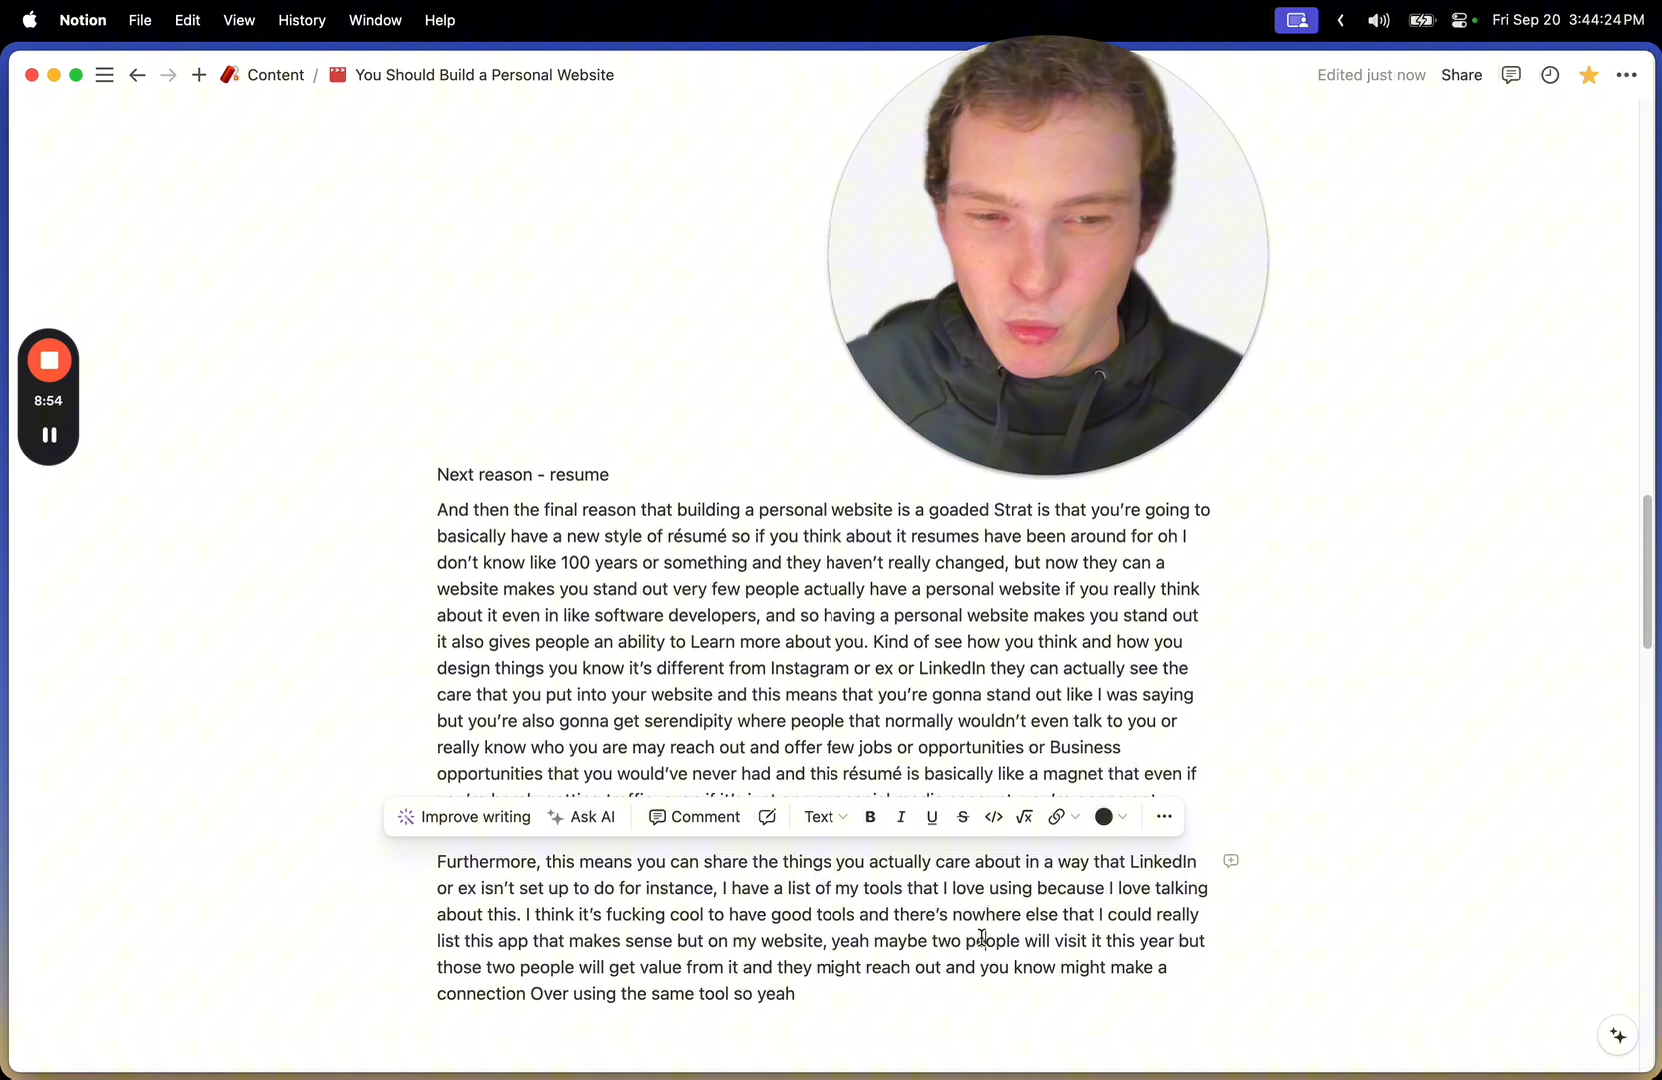 Notion File Edit View History Window Help Fri Sep 20 3:44:24 PM
Content / You Should Build a Personal Website Edited just now Share
8:54
Next reason - resume
And then the final reason that building a personal website is a goaded Strat is that you're going to
basically have a new style of résumé so if you think about it resumes have been around for oh I
don't know like 100 years or something and they haven't really changed, but now they can a
website makes you stand out very few people actually have a personal website if you really think
about it even in like software developers, and so having a personal website makes you stand out
it also gives people an ability to Learn more about you. Kind of see how you think and how you
design things you know it's different from Instagram or ex or LinkedIn they can actually see the
care that you put into your website and this means that you're gonna stand out like I was saying
but you're also gonna get serendipity where people that normally wouldn't even talk to you or
really know who you are may reach out and offer few jobs or opportunities or Business
opportunities that you would've never had and this résumé is basically like a magnet that even if
Improve writing Ask AI Comment Text B I U S </> √x
Furthermore, this means you can share the things you actually care about in a way that LinkedIn
or ex isn't set up to do for instance, I have a list of my tools that I love using because I love talking
about this. I think it's fucking cool to have good tools and there's nowhere else that I could really
list this app that makes sense but on my website, yeah maybe two people will visit it this year but
those two people will get value from it and they might reach out and you know might make a
connection Over using the same tool so yeah